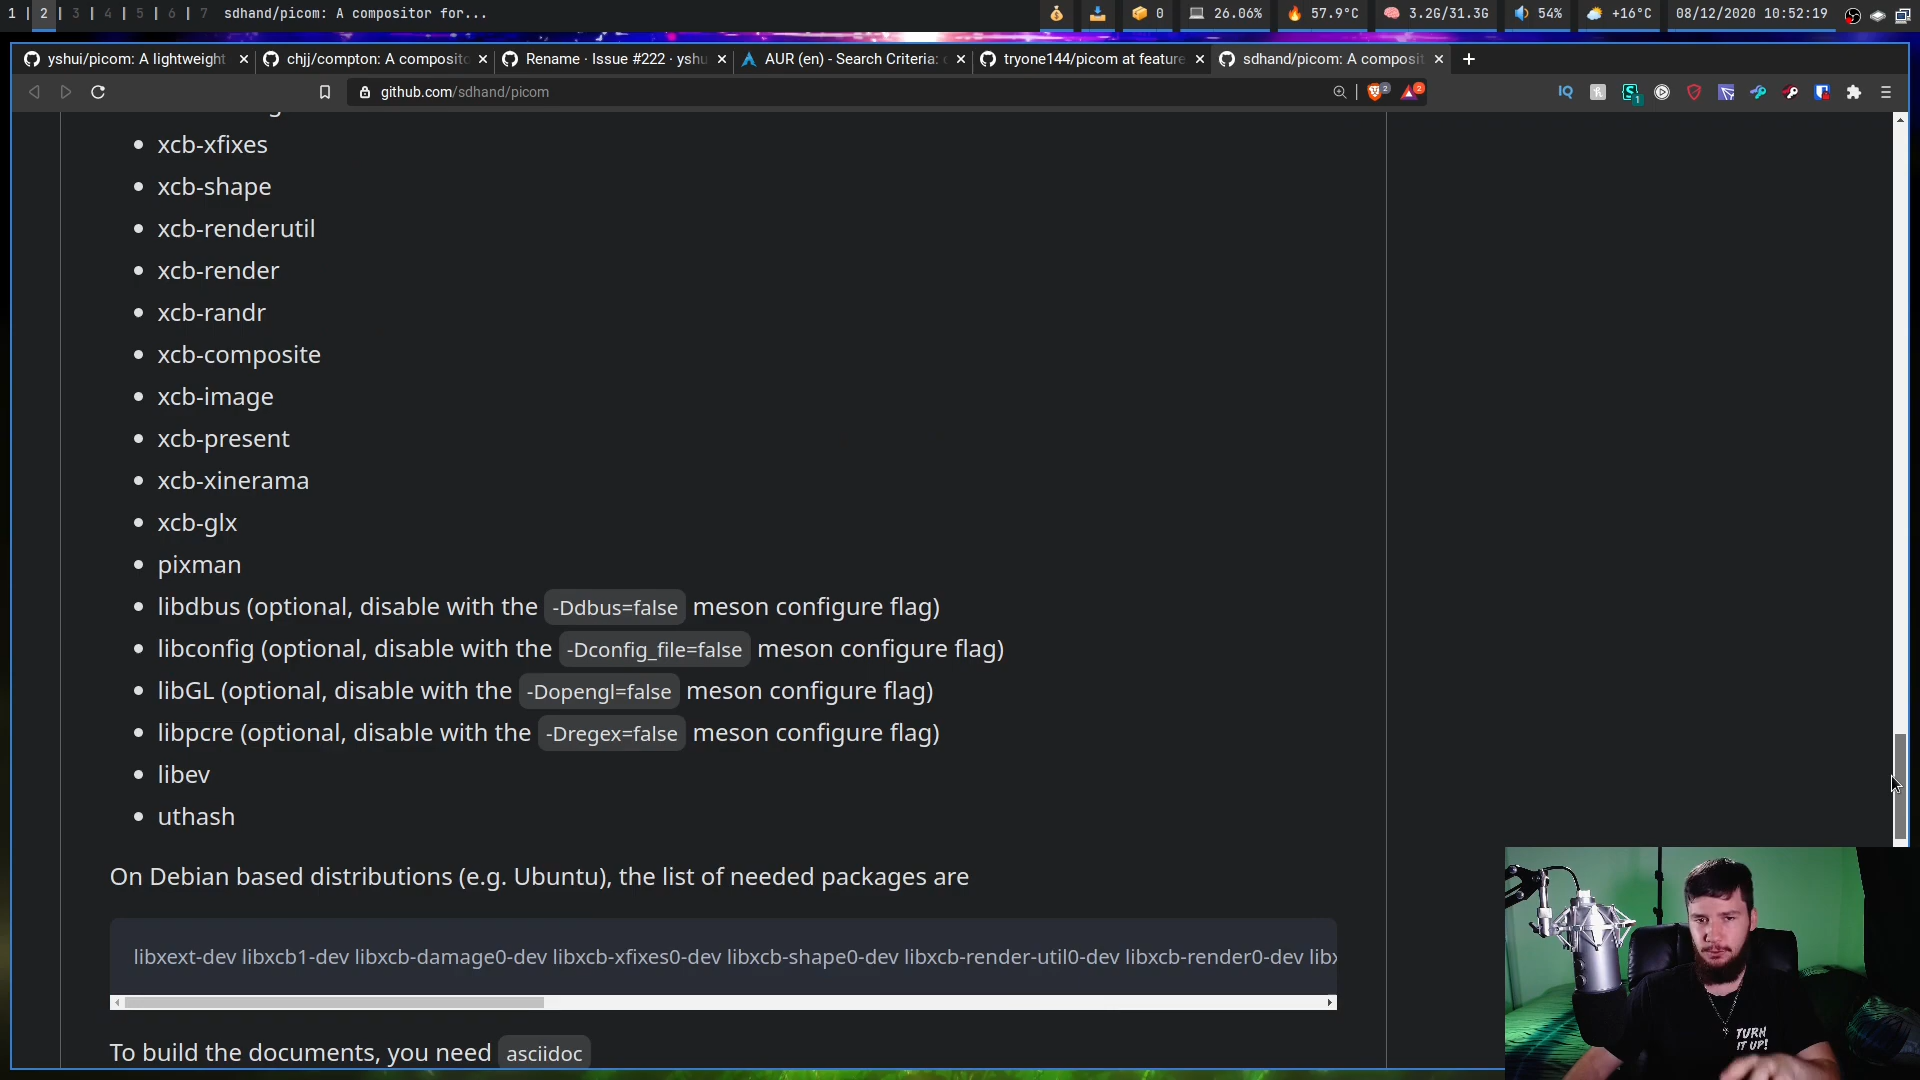 1 | 2 | 3 | 4 | 5 | 6 | 7 sdhand/picom: A compositor for... 0 26.06% 57.9°C 3.2G/31.3G 54% +16°C 08/12/2020 10:52:19
yshui/picom: A lightweight chjj/compton: A composito Rename · Issue #222 · yshu AUR (en) - Search Criteria: tryone144/picom at feature sdhand/picom: A composit
github.com/sdhand/picom
xcb-xfixes
xcb-shape
xcb-renderutil
xcb-render
xcb-randr
xcb-composite
xcb-image
xcb-present
xcb-xinerama
xcb-glx
pixman
libdbus (optional, disable with the -Ddbus=false meson configure flag)
libconfig (optional, disable with the -Dconfig_file=false meson configure flag)
libGL (optional, disable with the -Dopengl=false meson configure flag)
libpcre (optional, disable with the -Dregex=false meson configure flag)
libev
uthash
On Debian based distributions (e.g. Ubuntu), the list of needed packages are
libxext-dev libxcb1-dev libxcb-damage0-dev libxcb-xfixes0-dev libxcb-shape0-dev libxcb-render-util0-dev libxcb-render0-dev libx
To build the documents, you need asciidoc
TURN
IT UP!